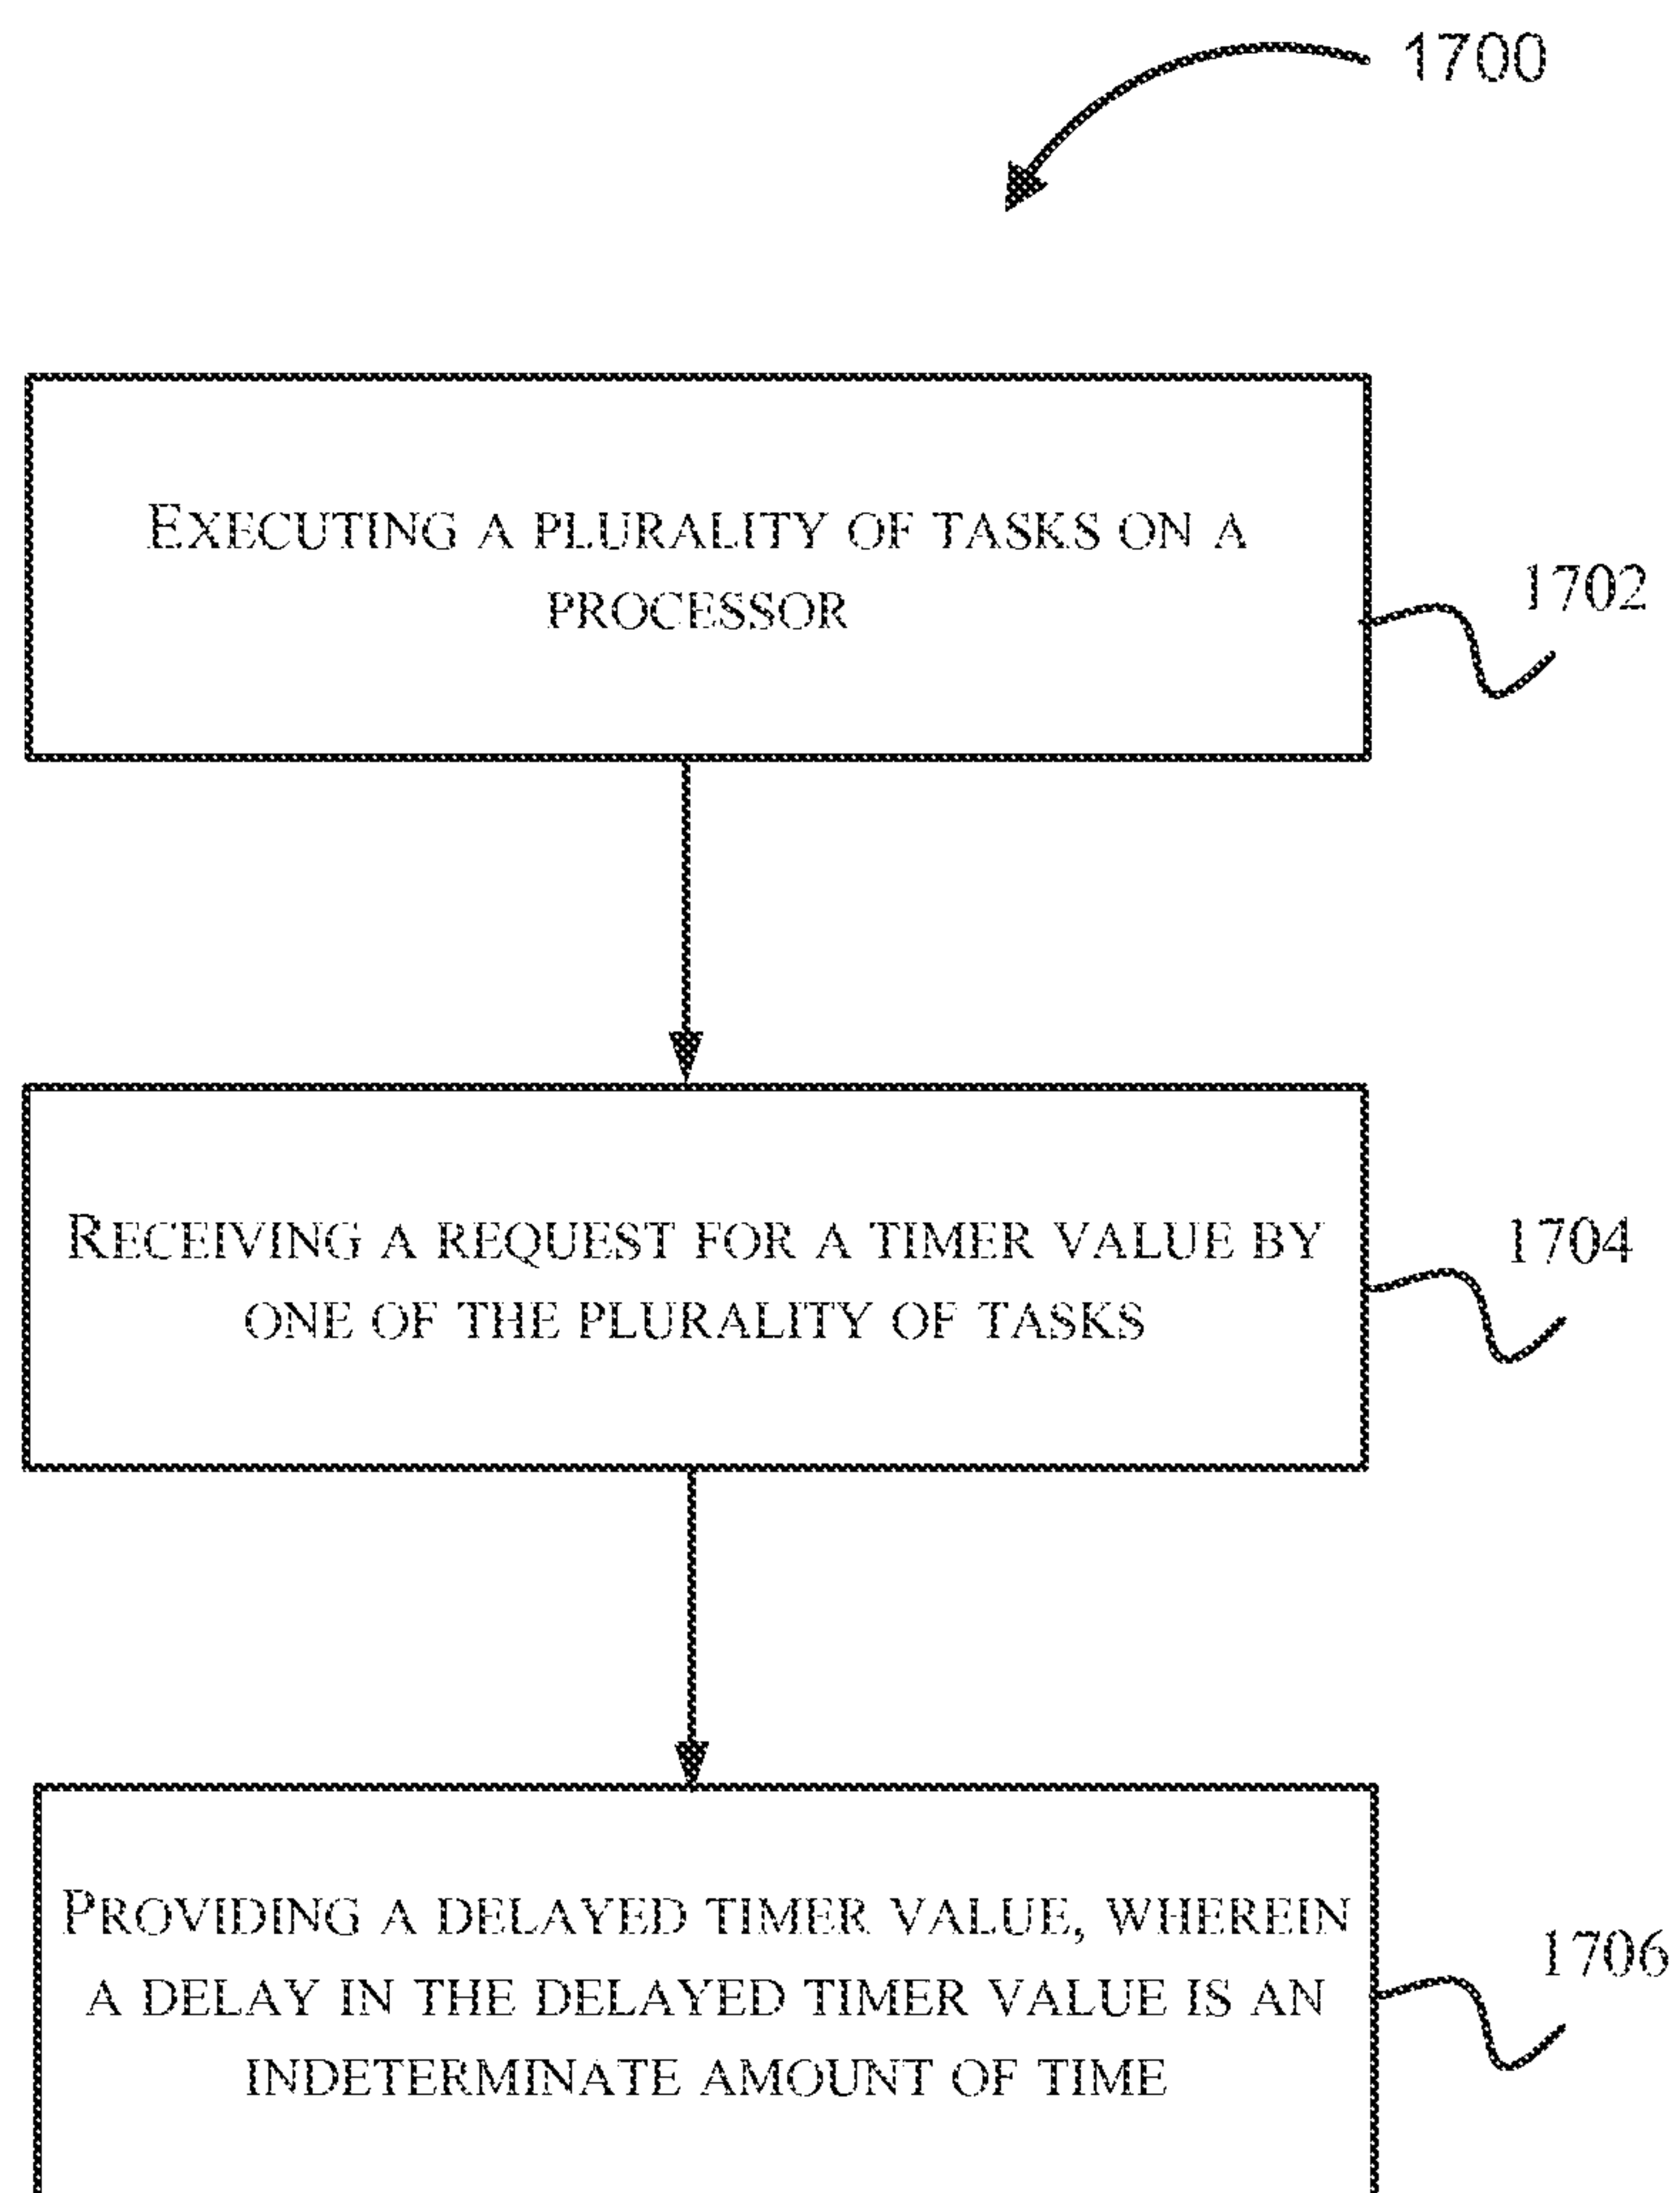 1700
EXECUTING A PLURALITY OF TASKS ON A
PROCESSOR
1702
RECEIVING A REQUEST FOR A TIMER VALUE BY
ONE OF THE PLURALITY OF TASKS
1704
PROVIDING A DELAYED TIMER VALUE, WHEREIN
A DELAY IN THE DELAYED TIMER VALUE IS AN
INDETERMINATE AMOUNT OF TIME
1706